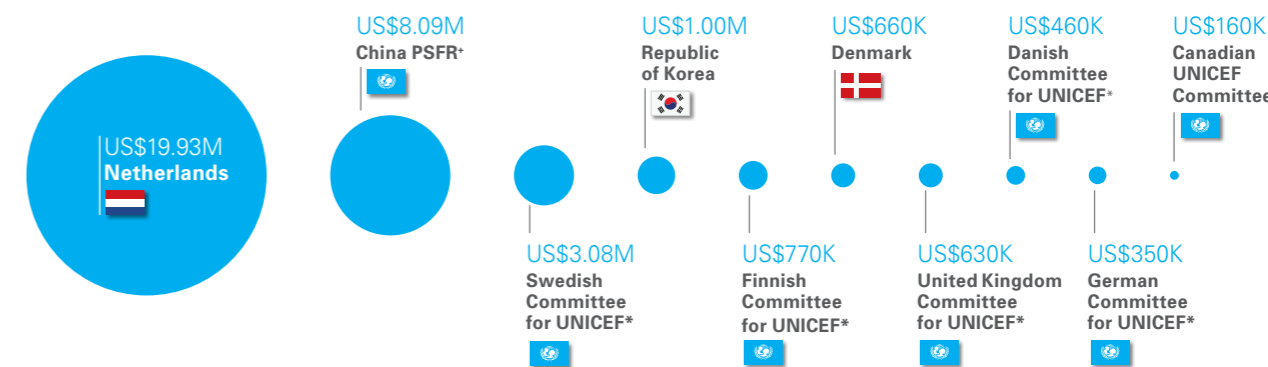 US$19.93M
Netherlands
US$8.09M
China PSFR+
US$3.08M
Swedish
Committee
for UNICEF*
US$1.00M
Republic
of Korea
US$770K
Finnish
Committee
for UNICEF*
US$660K
Denmark
US$630K
United Kingdom
Committee
for UNICEF*
US$460K
Danish
Committee
for UNICEF*
US$350K
German
Committee
for UNICEF*
US$160K
Canadian
UNICEF
Committee